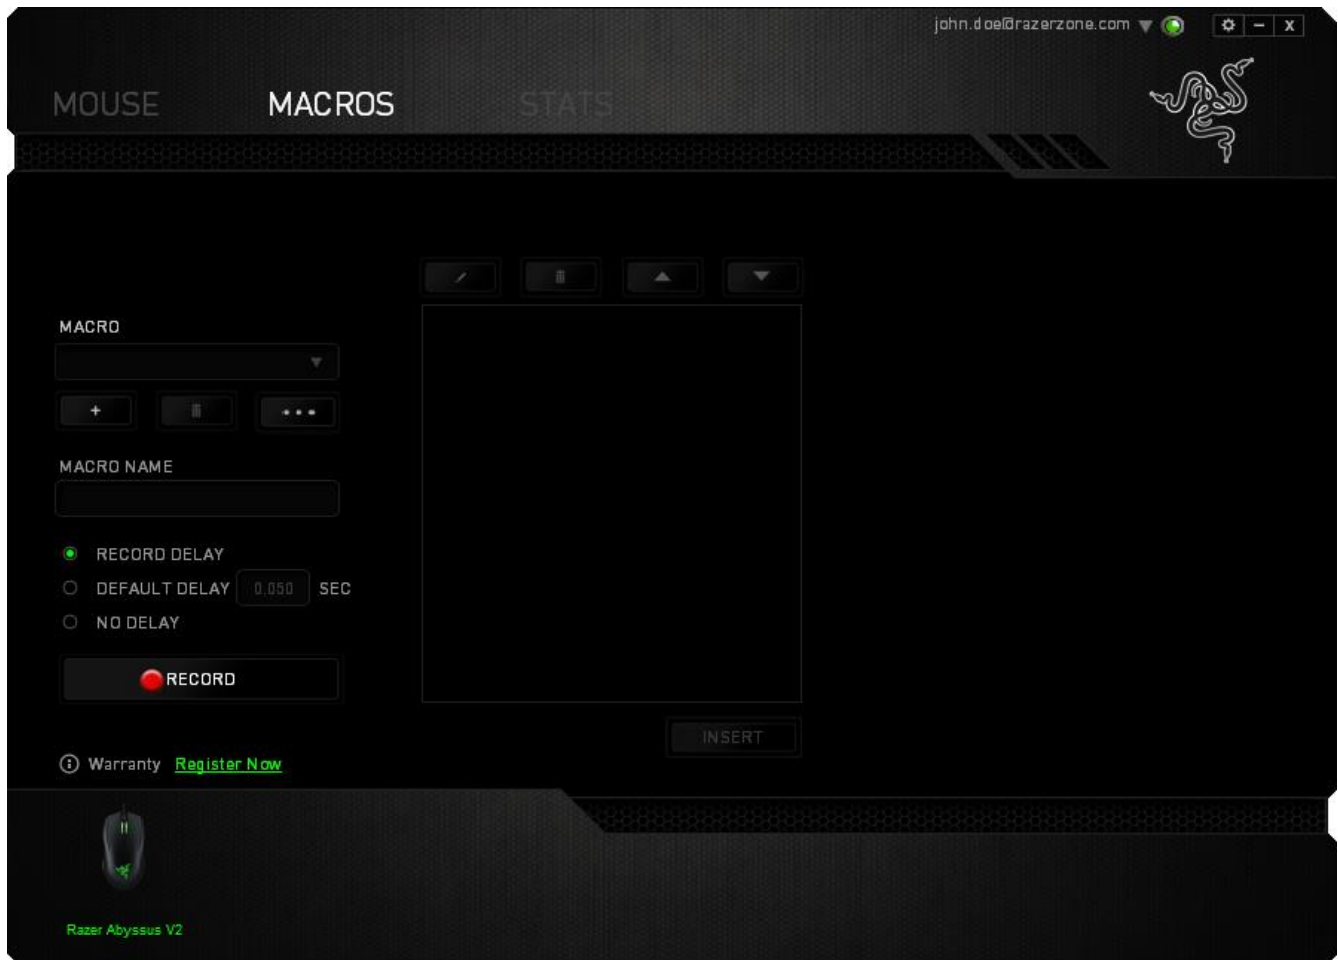 john.doe@razerzone.com
MOUSE MACROS STATS
MACRO
MACRO NAME
RECORD DELAY
DEFAULT DELAY 0.050 SEC
NO DELAY
RECORD
INSERT
Warranty Register Now
Razer Abyssus V2